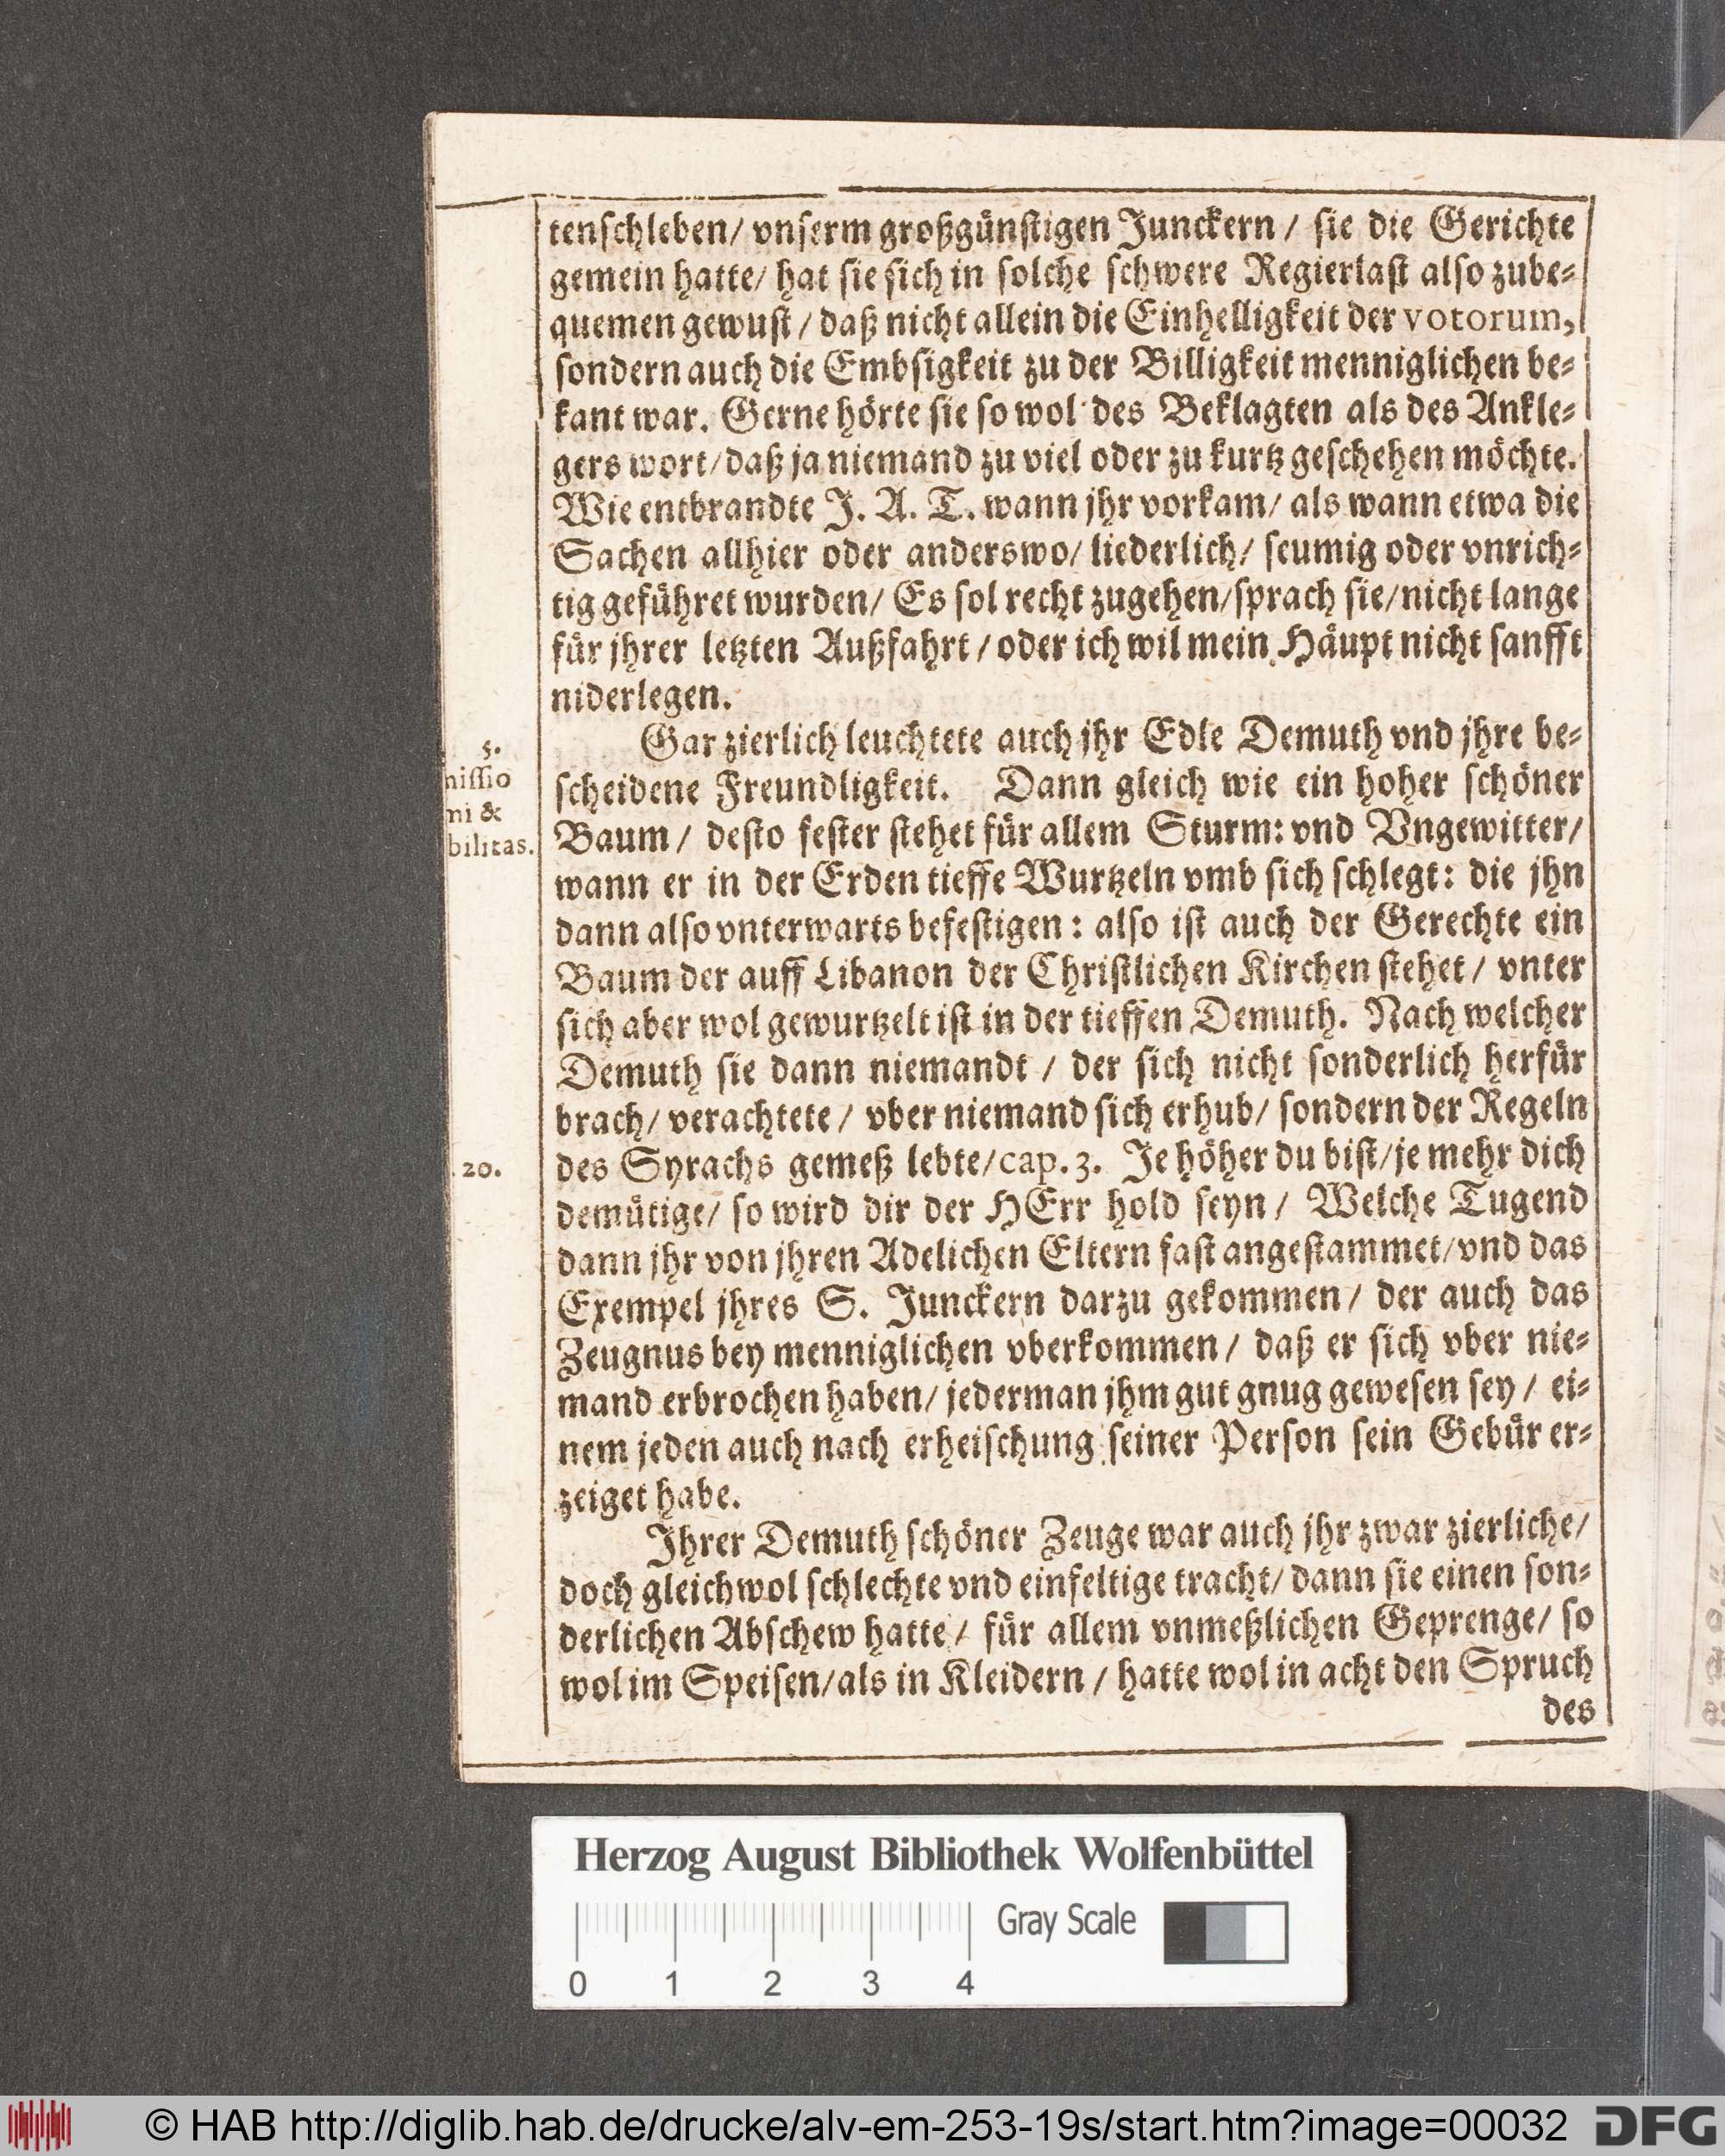 tenſchleben/ vnſerm großgünſtigen Junckern / ſie die Gerichte
gemein hatte/ hat ſie ſich in ſolche ſchwere Regierlaſt alſo zube⸗
quemen gewuſt / daß nicht allein die Einhelligkeit der votorum,
ſondern auch die Embſigkeit zu der Billigkeit menniglichen be⸗
kant war. Gerne hörte ſie ſo wol des Beklagten als des Ankle⸗
gers wort/daß ja niemand zu viel oder zu kurtz geſchehen möchte.
Wie entbrandte J. A. T. wann jhr vorkam/ als wann etwa die
Sachen allhier oder anderswo/ liederlich/ ſeumig oder vnrich⸗
tig geführet wurden/ Es ſol recht zugehen/ſprach ſie/nicht lange
für jhrer letzten Außfahrt / oder ich wil mein Häupt nicht ſanfft
niderlegen.
5.
niſſio
ni &
bilitas.
Gar zierlich leuchtete auch jhr Edle Demuth vnd jhre be⸗
ſcheidene Freundligkeit. Dann gleich wie ein hoher ſchöner
Baum / deſto feſter ſtehet für allem Sturm: vnd Vngewitter/
wann er in der Erden tieffe Wurtzeln vmb ſich ſchlegt: die jhn
dann alſo vnterwarts befeſtigen : alſo iſt auch der Gerechte ein
Baum der auff Libanon der Chriſtlichen Kirchen ſtehet / vnter
ſich aber wol gewurtzelt iſt in der tieffen Demuth. Nach welcher
Demuth ſie dann niemandt / der ſich nicht ſonderlich herfür
brach/ verachtete / vber niemand ſich erhub/ ſondern der Regeln
20.
des Syrachs gemeß lebte/cap. 3. Je höher du biſt/je mehr dich
demütige/ ſo wird dir der HErr hold ſeyn / Welche Tugend
dann jhr von jhren Adelichen Eltern faſt angeſtammet/vnd das
Exempel jhres S. Junckern darzu gekommen / der auch das
Zeugnus bey menniglichen vberkommen / daß er ſich vber nie⸗
mand erbrochen haben/ jederman jhm gut gnug geweſen ſey / ei⸗
nem jeden auch nach erheiſchung ſeiner Perſon ſein Gebür er⸗
zeiget habe.
Jhrer Demuth ſchöner Zeuge war auch jhr zwar zierliche/
doch gleichwol ſchlechte vnd einfeltige tracht/ dann ſie einen ſon⸗
derlichen Abſchew hatte / für allem vnmeßlichen Geprenge/ ſo
wol im Speiſen/als in Kleidern / hatte wol in acht den Spruch
des
Herzog August Bibliothek Wolfenbüttel
Gray Scale
0 1 2 3 4
© HAB http://diglib.hab.de/drucke/alv-em-253-19s/start.htm?image=00032
DFG